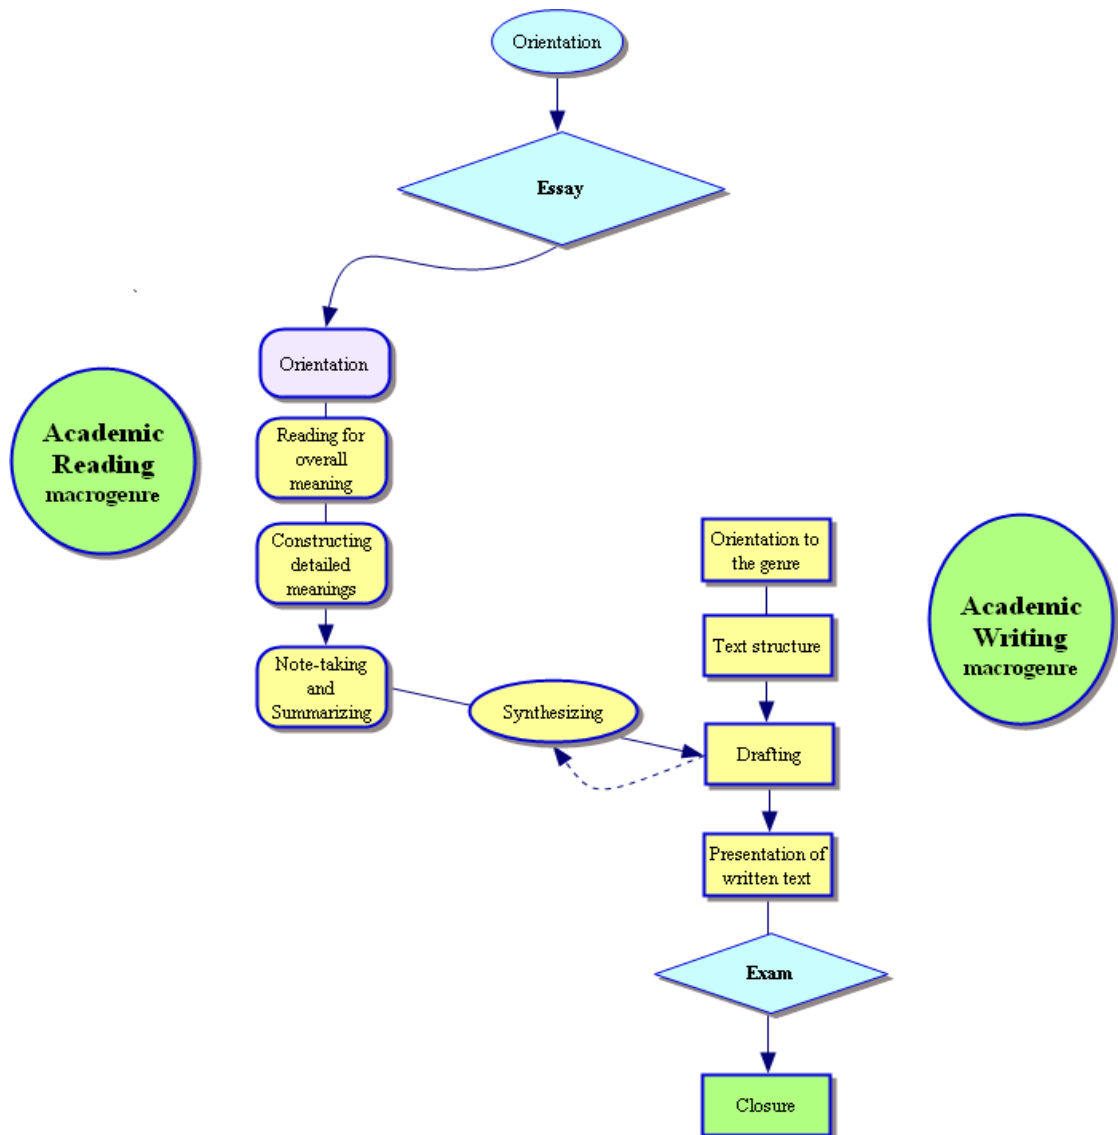 Orientation
Essay
Orientation
Academic
Reading
macrogenre
Reading for
overall
meaning
Constructing
detailed
meanings
Note-taking
and
Summarizing
Synthesizing
Orientation to
the genre
Text structure
Academic
Writing
macrogenre
Drafting
Presentation of
written text
Exam
Closure